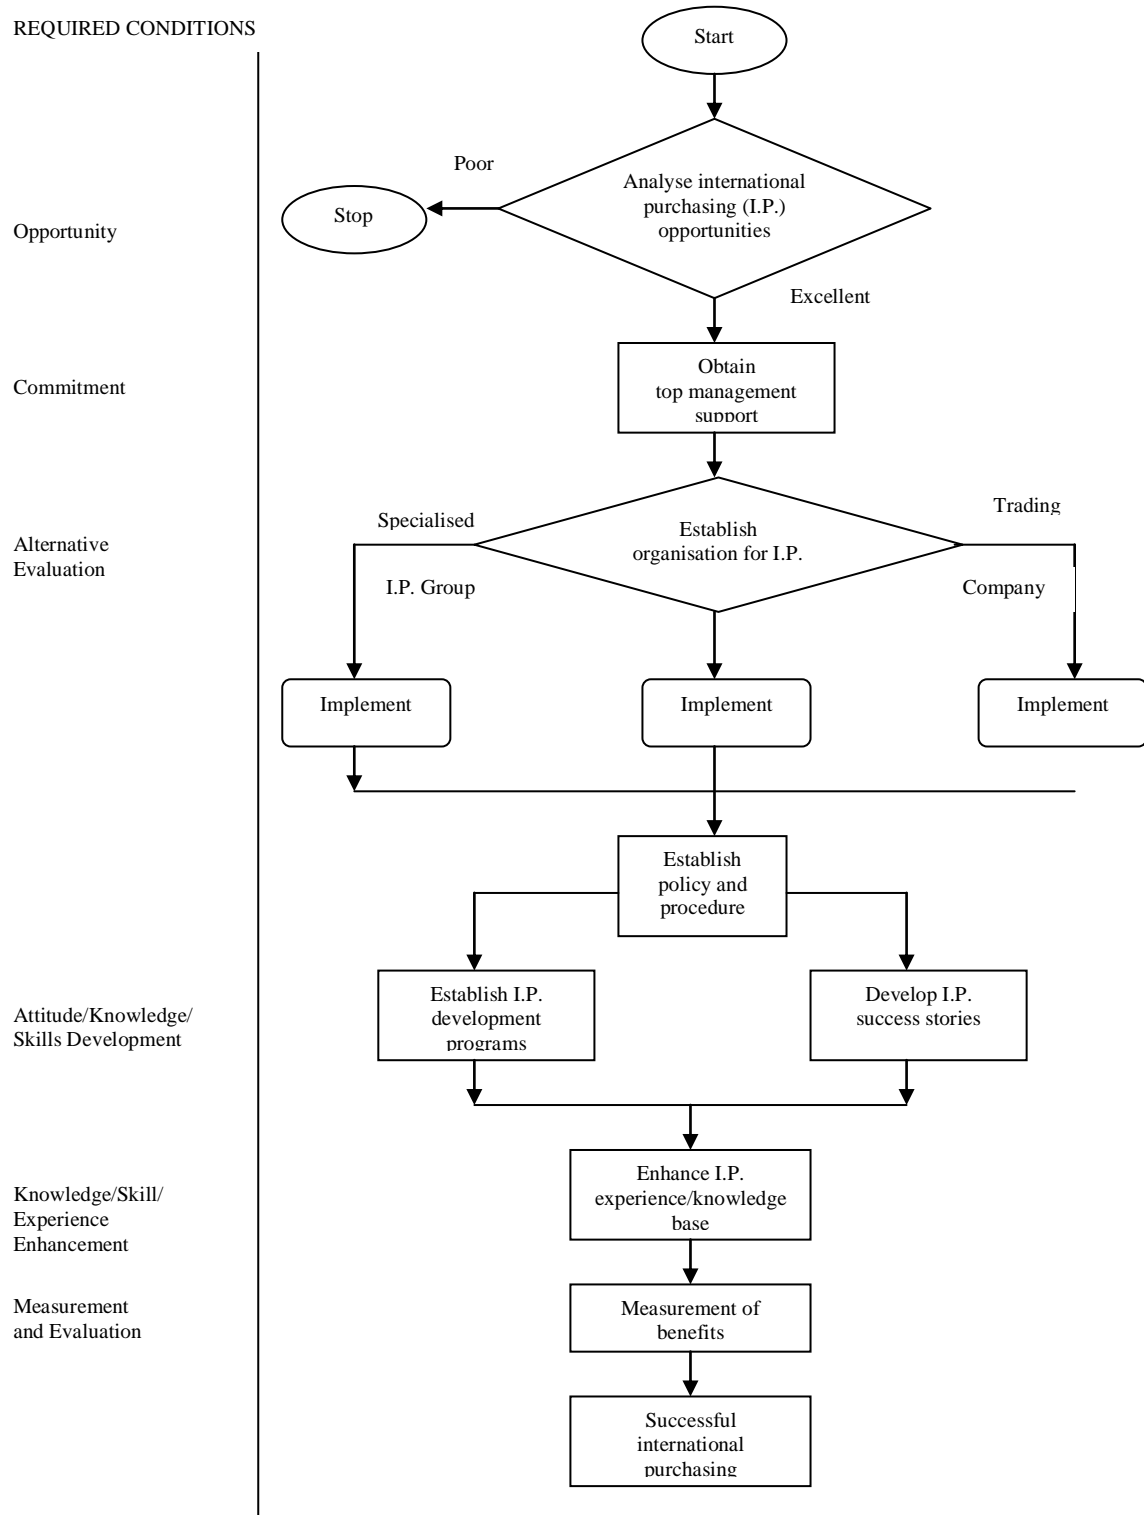 REQUIRED CONDITIONS
Start
Poor
Analyse international
purchasing (I.P.)
opportunities
Stop
Opportunity
Excellent
Obtain
top management
support
Commitment
Specialised
Trading
Establish
organisation for I.P.
Alternative
Evaluation
I.P. Group
Company
Implement
Implement
Implement
Establish
policy and
procedure
Establish I.P.
development
programs
Develop I.P.
success stories
Attitude/Knowledge/
Skills Development
Enhance I.P.
experience/knowledge
base
Knowledge/Skill/
Experience
Enhancement
Measurement
and Evaluation
Measurement of
benefits
Successful
international
purchasing